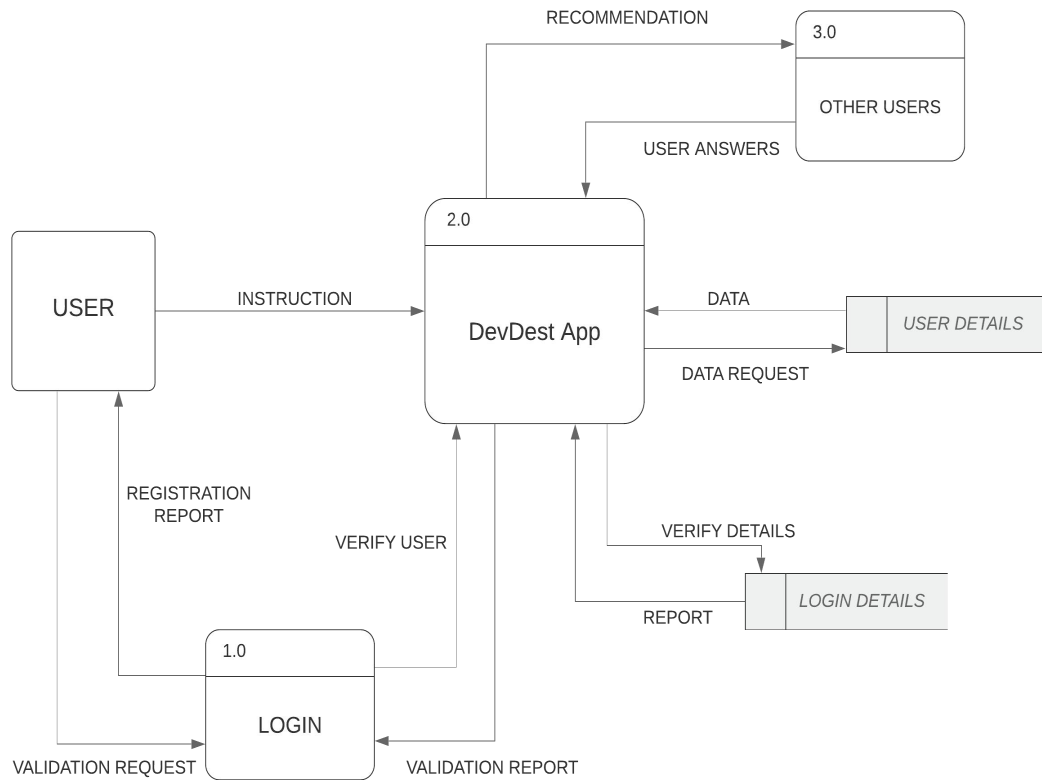 RECOMMENDATION
3.0
OTHER USERS
USER ANSWERS
2.0
USER
INSTRUCTION
DevDest App
DATA
USER DETAILS
DATA REQUEST
REGISTRATION
REPORT
VERIFY USER
VERIFY DETAILS
LOGIN DETAILS
REPORT
1.0
LOGIN
VALIDATION REQUEST
VALIDATION REPORT